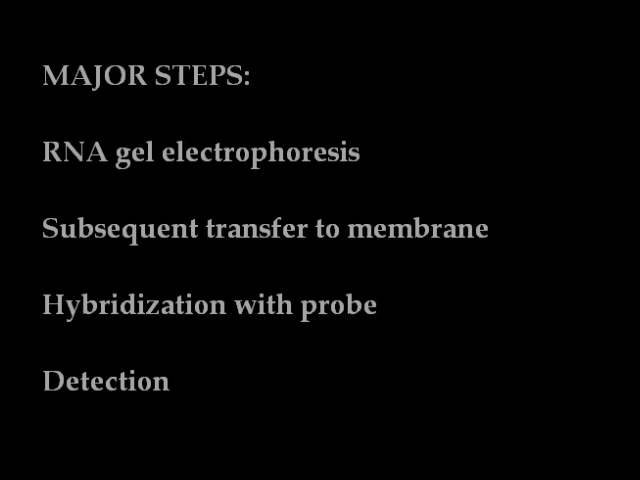 MAJOR STEPS:
RNA gel electrophoresis
Subsequent transfer to membrane
Hybridization with probe
Detection